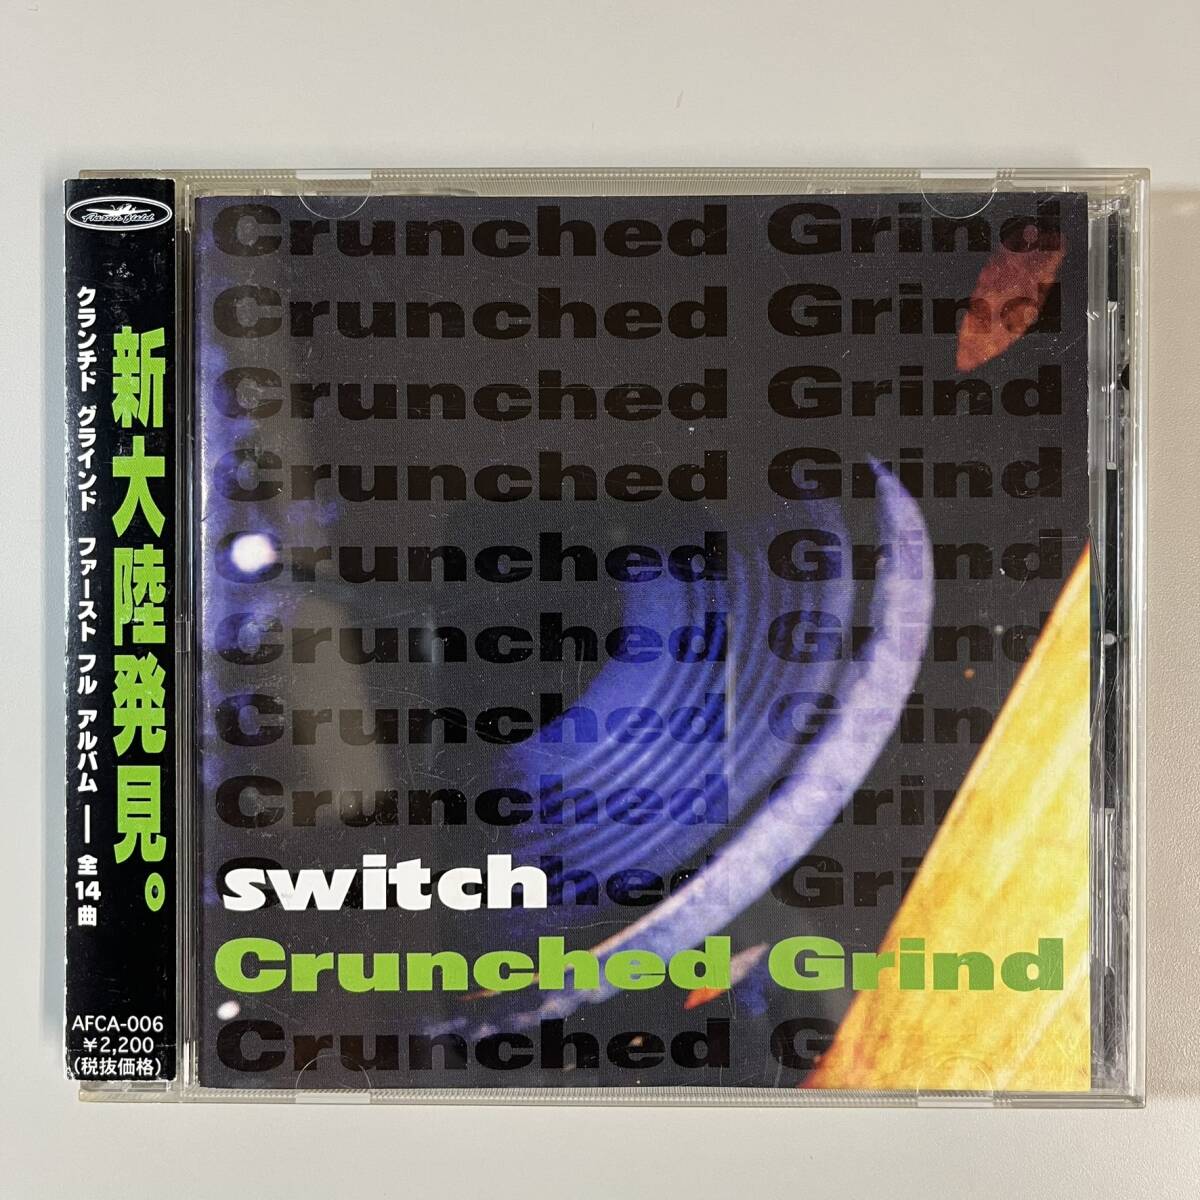 新大陸発見。
クランチド グラインド ファースト フル アルバム ── 全14曲
AFCA-006
￥2,200
(税抜価格)
Crunched Grind
Crunched Grind
Crunched Grind
Crunched Grind
Crunched Grind
Crunched Grind
Crunched Grind
Crunched Grind
switch
Crunched Grind
Crunched Grind